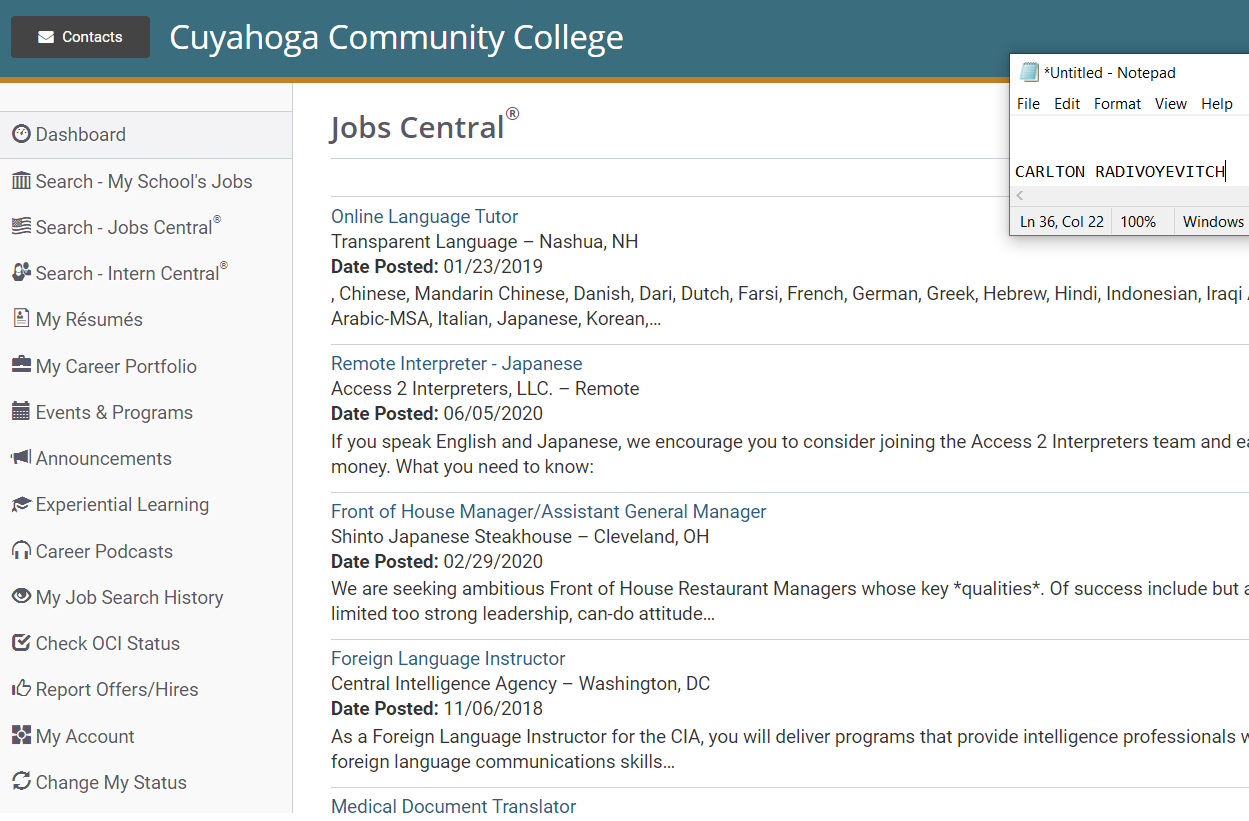 Contacts
Cuyahoga Community College
Dashboard
Search - My School's Jobs
Search - Jobs Central®
Search - Intern Central®
My Résumés
My Career Portfolio
Events & Programs
Announcements
Experiential Learning
Career Podcasts
My Job Search History
Check OCI Status
Report Offers/Hires
My Account
Change My Status
Jobs Central®
Online Language Tutor
Transparent Language – Nashua, NH
Date Posted: 01/23/2019
, Chinese, Mandarin Chinese, Danish, Dari, Dutch, Farsi, French, German, Greek, Hebrew, Hindi, Indonesian, Iraqi
Arabic-MSA, Italian, Japanese, Korean,...
Remote Interpreter - Japanese
Access 2 Interpreters, LLC. – Remote
Date Posted: 06/05/2020
If you speak English and Japanese, we encourage you to consider joining the Access 2 Interpreters team and
money. What you need to know:
Front of House Manager/Assistant General Manager
Shinto Japanese Steakhouse – Cleveland, OH
Date Posted: 02/29/2020
We are seeking ambitious Front of House Restaurant Managers whose key *qualities*. Of success include but
limited too strong leadership, can-do attitude...
Foreign Language Instructor
Central Intelligence Agency – Washington, DC
Date Posted: 11/06/2018
As a Foreign Language Instructor for the CIA, you will deliver programs that provide intelligence professionals
foreign language communications skills...
Medical Document Translator
*Untitled - Notepad
File Edit Format View Help
CARLTON RADIVOYEVITCH
Ln 36, Col 22 100% Windows